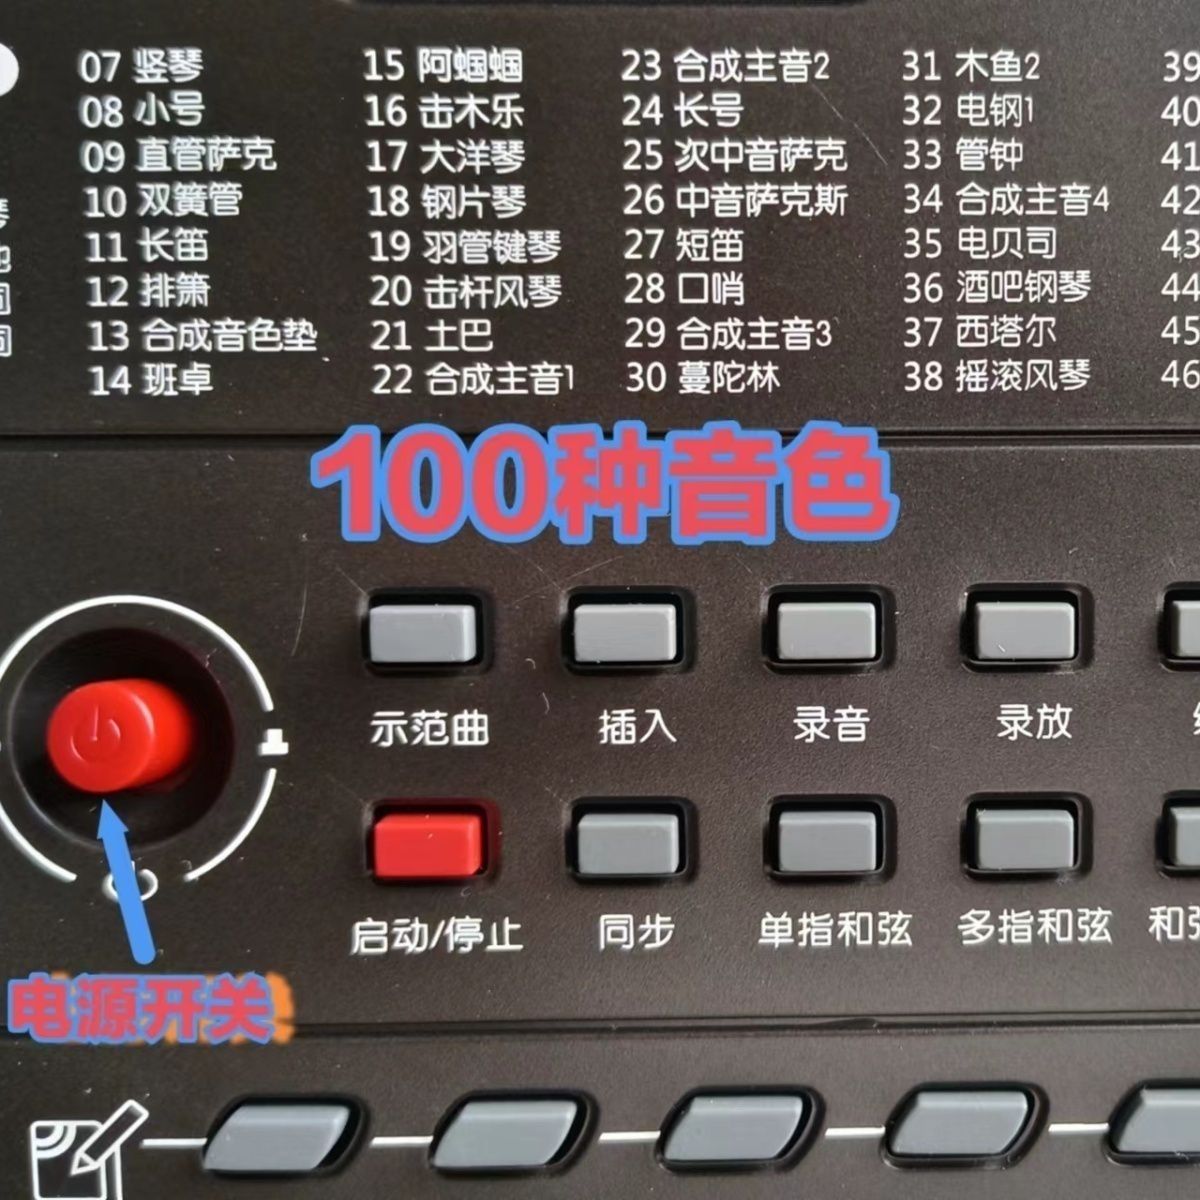 07 竖琴
08 小号
09 直管萨克
10 双簧管
11 长笛
12 排箫
13 合成音色垫
14 班卓
15 阿蝈蝈
16 击木乐
17 大洋琴
18 钢片琴
19 羽管键琴
20 击杆风琴
21 土巴
22 合成主音1
23 合成主音2
24 长号
25 次中音萨克
26 中音萨克斯
27 短笛
28 口哨
29 合成主音3
30 蔓陀林
31 木鱼2
32 电钢1
33 管钟
34 合成主音4
35 电贝司
36 酒吧钢琴
37 西塔尔
38 摇滚风琴
39
40
41
42
43
44
45
46
100种音色
示范曲
插入
录音
录放
启动/停止
同步
单指和弦
多指和弦
电源开关